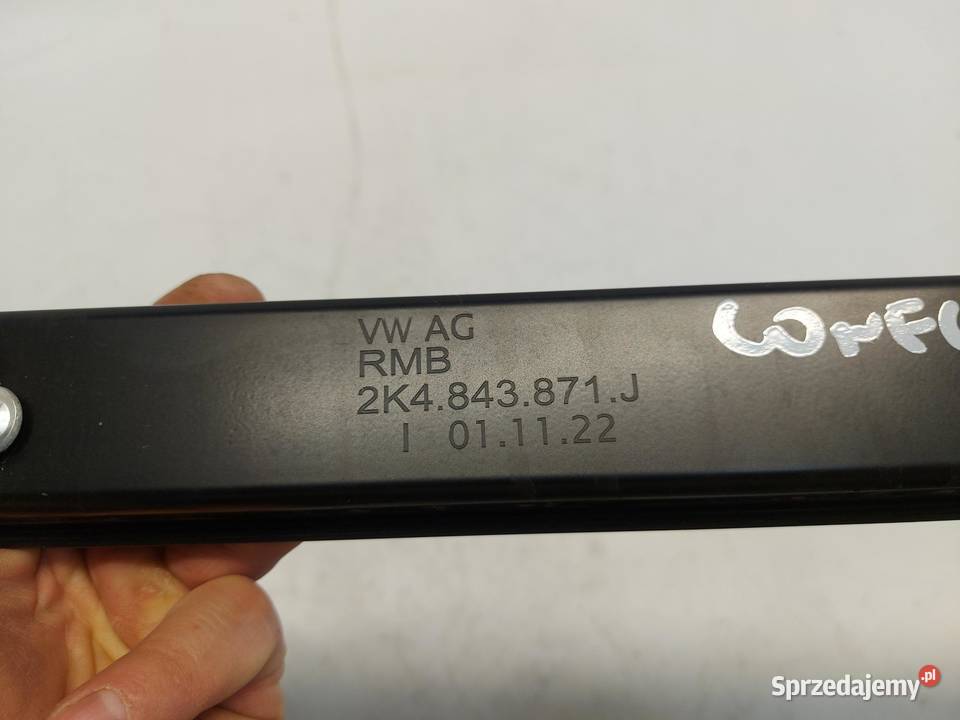 VW AG
RMB
2K4.843.871.J
I 01.11.22
Sprzedajemy.pl